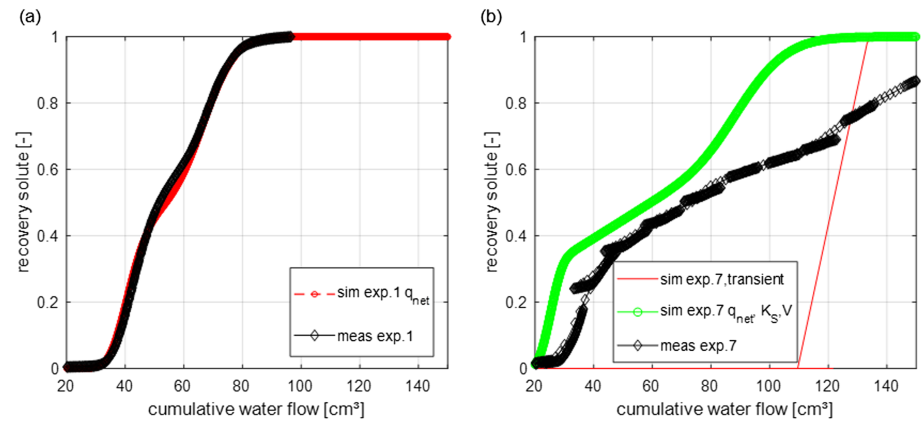 (a)
1
0.8
0.6
0.4
0.2
0
recovery solute [-]
20 40 60 80 100 120 140
cumulative water flow [cm³]
sim exp.1 qnet
meas exp.1
(b)
1
0.8
0.6
0.4
0.2
0
recovery solute [-]
20 40 60 80 100 120 140
cumulative water flow [cm³]
sim exp.7,transient
sim exp.7 qnet, KS,V
meas exp.7